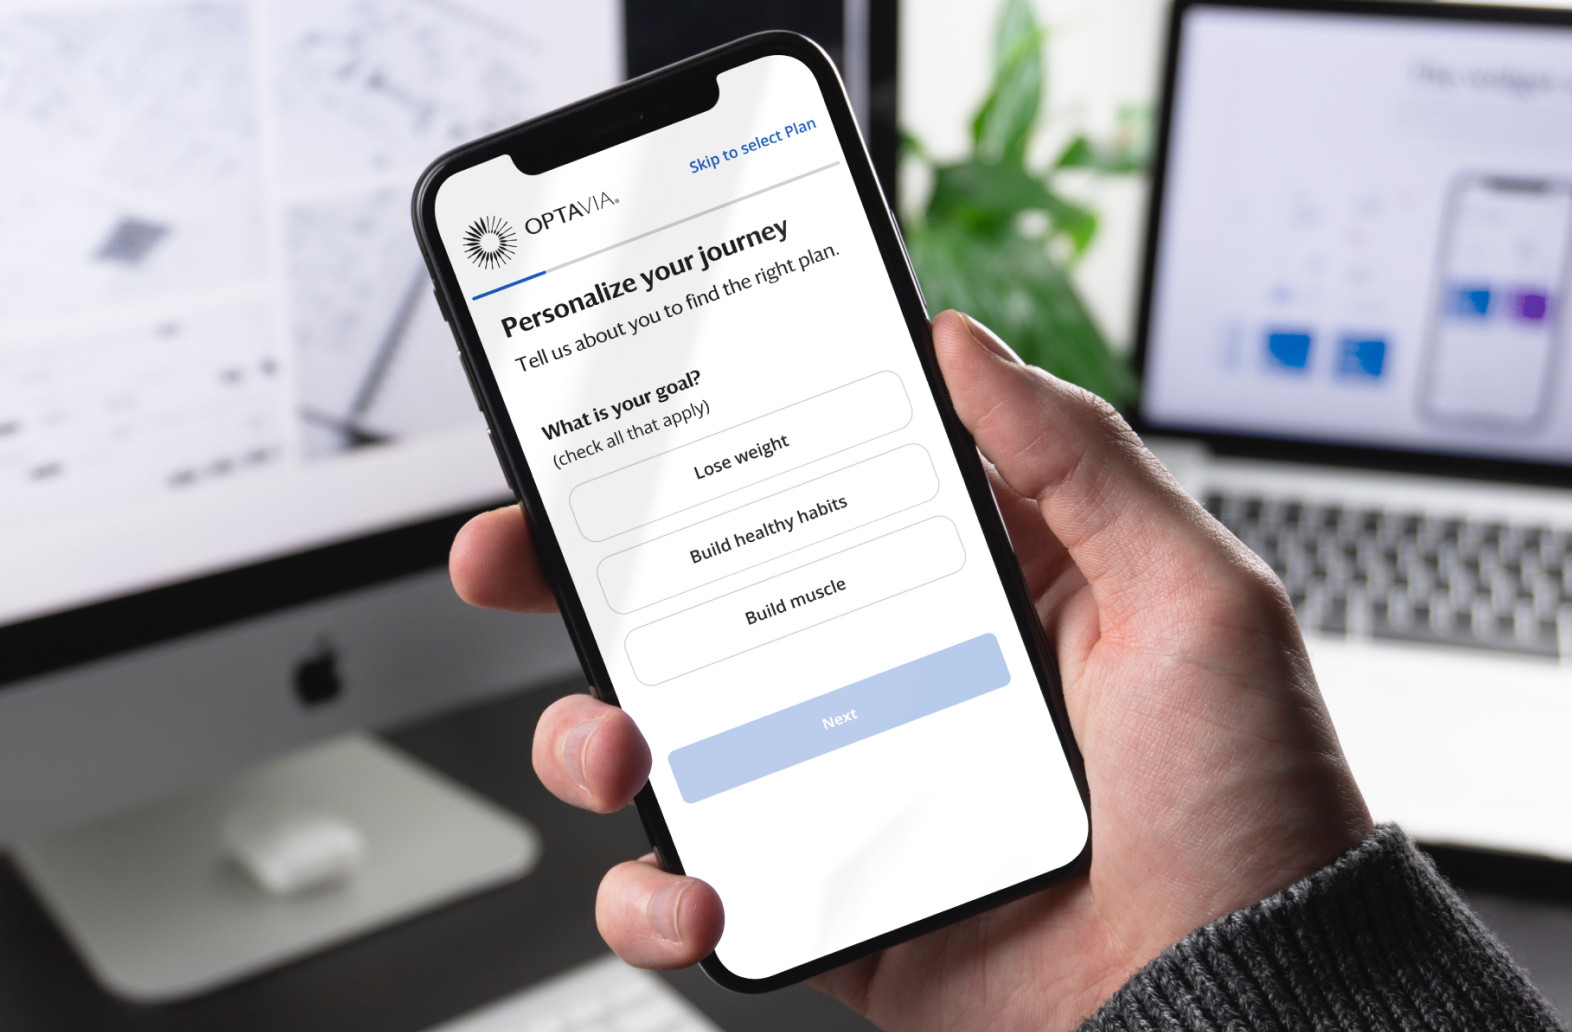 Skip to select Plan
OPTAVIA
Personalize your journey
Tell us about you to find the right plan.
What is your goal?
(check all that apply)
Lose weight
Build healthy habits
Build muscle
Next